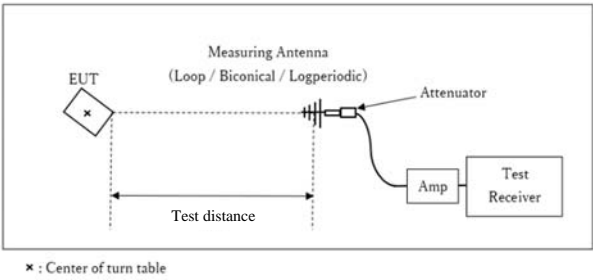 Measuring Antenna
(Loop / Biconical / Logperiodic)
EUT
Attenuator
Test distance
Amp
Test
Receiver
× : Center of turn table